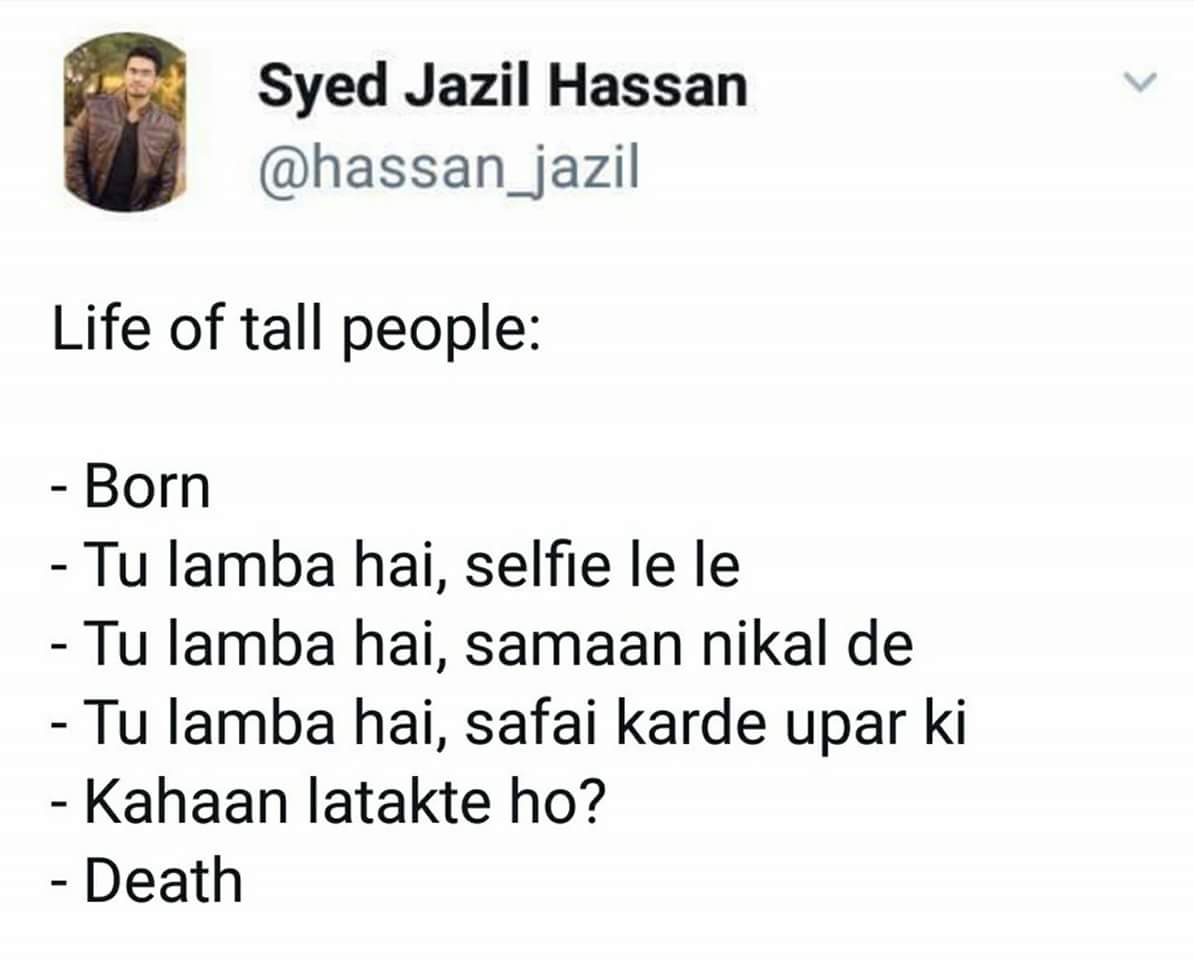 Syed Jazil Hassan
@hassan_jazil
Life of tall people:
- Born
- Tu lamba hai, selfie le le
- Tu lamba hai, samaan nikal de
- Tu lamba hai, safai karde upar ki
- Kahaan latakte ho?
- Death